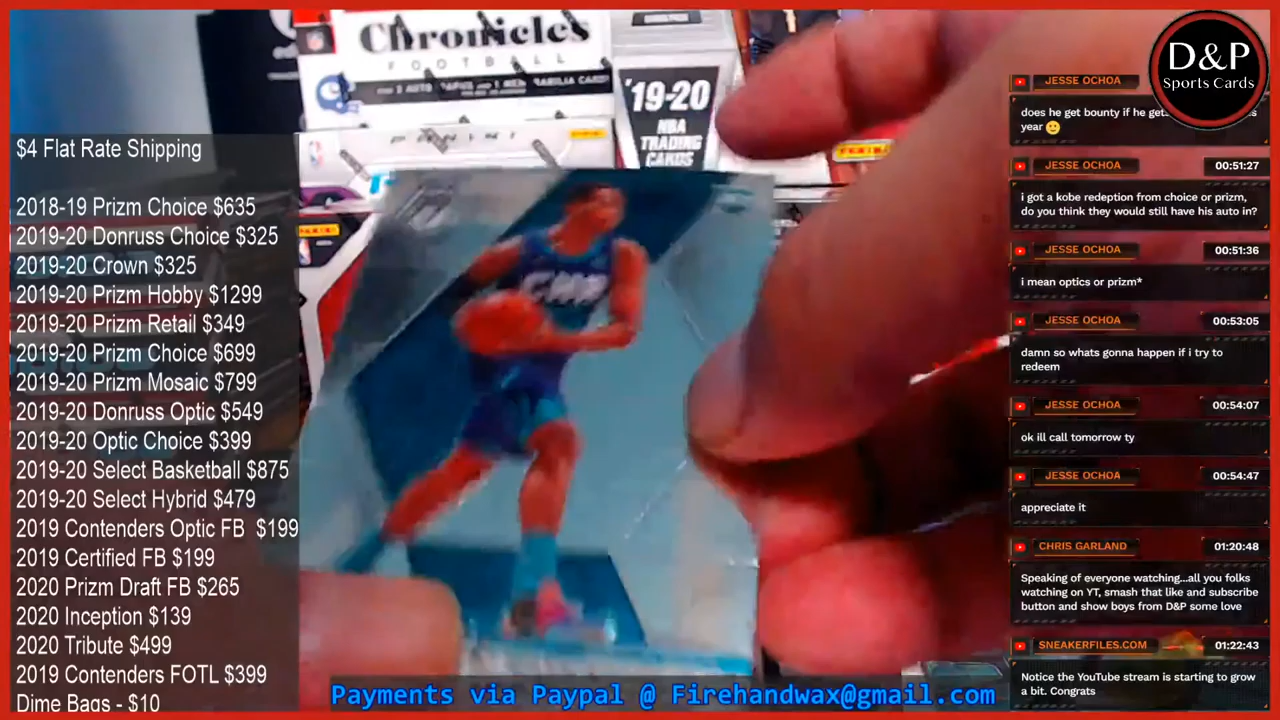 Chronicles
FOOTBALL
'19-20
NBA
TRADING
CARDS
D&P
Sports Cards
$4 Flat Rate Shipping
2018-19 Prizm Choice $635
2019-20 Donruss Choice $325
2019-20 Crown $325
2019-20 Prizm Hobby $1299
2019-20 Prizm Retail $349
2019-20 Prizm Choice $699
2019-20 Prizm Mosaic $799
2019-20 Donruss Optic $549
2019-20 Optic Choice $399
2019-20 Select Basketball $875
2019-20 Select Hybrid $479
2019 Contenders Optic FB $199
2019 Certified FB $199
2020 Prizm Draft FB $265
2020 Inception $139
2020 Tribute $499
2019 Contenders FOTL $399
Dime Bags - $10
CHA
Payments via Paypal @ Firehandwax@gmail.com
JESSE OCHOA
does he get bounty if he gets
year 🙂
JESSE OCHOA 00:51:27
i got a kobe redeption from choice or prizm,
do you think they would still have his auto in?
JESSE OCHOA 00:51:36
i mean optics or prizm*
JESSE OCHOA 00:53:05
damn so whats gonna happen if i try to
redeem
JESSE OCHOA 00:54:07
ok ill call tomorrow ty
JESSE OCHOA 00:54:47
appreciate it
CHRIS GARLAND 01:20:48
Speaking of everyone watching...all you folks
watching on YT, smash that like and subscribe
button and show boys from D&P some love
SNEAKERFILES.COM 01:22:43
Notice the YouTube stream is starting to grow
a bit. Congrats